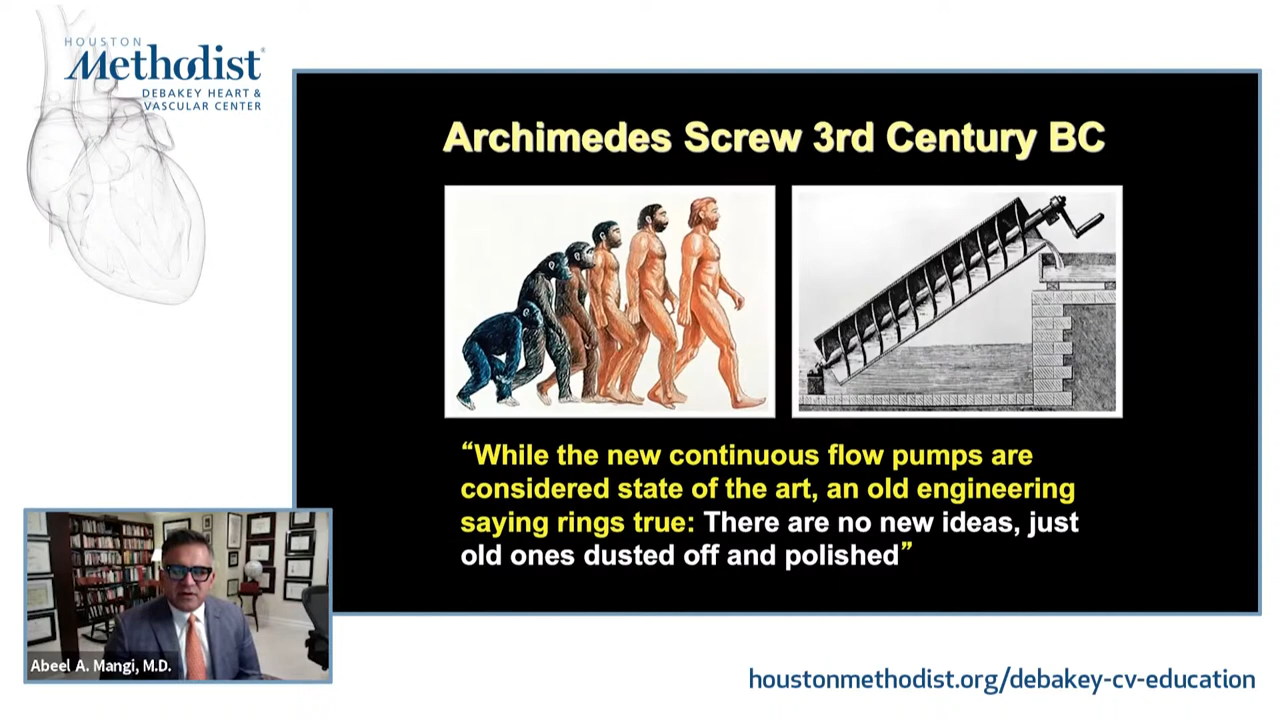 HOUSTON
Methodist®
DEBAKEY HEART &
VASCULAR CENTER
Archimedes Screw 3rd Century BC
“While the new continuous flow pumps are
considered state of the art, an old engineering
saying rings true: There are no new ideas, just
old ones dusted off and polished”
Abeel A. Mangi, M.D.
houstonmethodist.org/debakey-cv-education